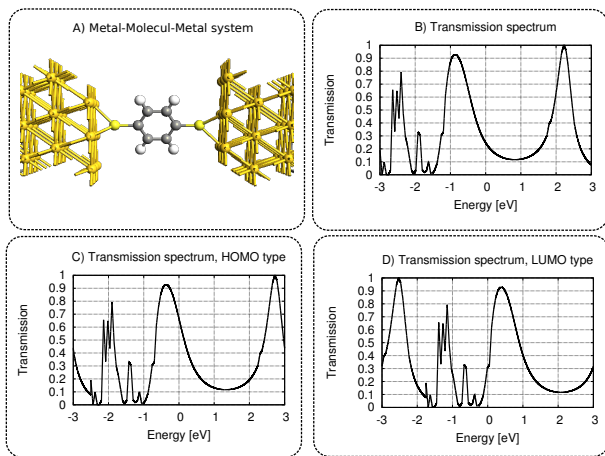 A) Metal-Molecul-Metal system
B) Transmission spectrum
Transmission
1
0.9
0.8
0.7
0.6
0.5
0.4
0.3
0.2
0.1
0
-3 -2 -1 0 1 2 3
Energy [eV]
C) Transmission spectrum, HOMO type
Transmission
1
0.9
0.8
0.7
0.6
0.5
0.4
0.3
0.2
0.1
0
-3 -2 -1 0 1 2 3
Energy [eV]
D) Transmission spectrum, LUMO type
Transmission
1
0.9
0.8
0.7
0.6
0.5
0.4
0.3
0.2
0.1
0
-3 -2 -1 0 1 2 3
Energy [eV]